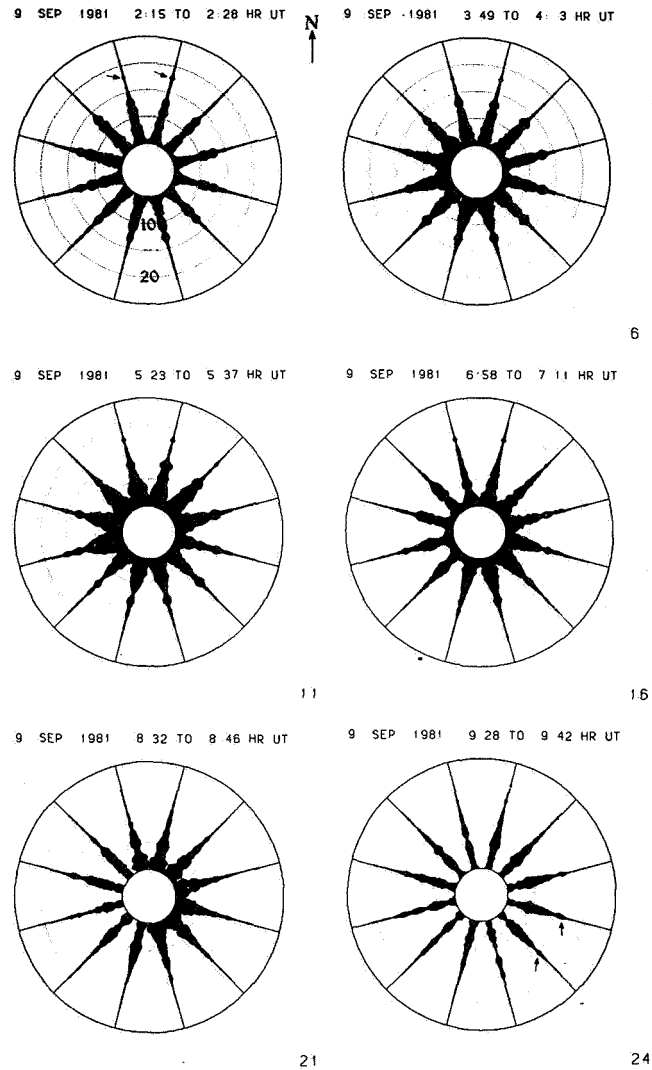 9 SEP 1981 2:15 TO 2:28 HR UT
N
9 SEP 1981 3 49 TO 4: 3 HR UT
10
20
6
9 SEP 1981 5 23 TO 5 37 HR UT
9 SEP 1981 6:58 TO 7 11 HR UT
11
16
9 SEP 1981 8 32 TO 8 46 HR UT
9 SEP 1981 9 28 TO 9 42 HR UT
21
24